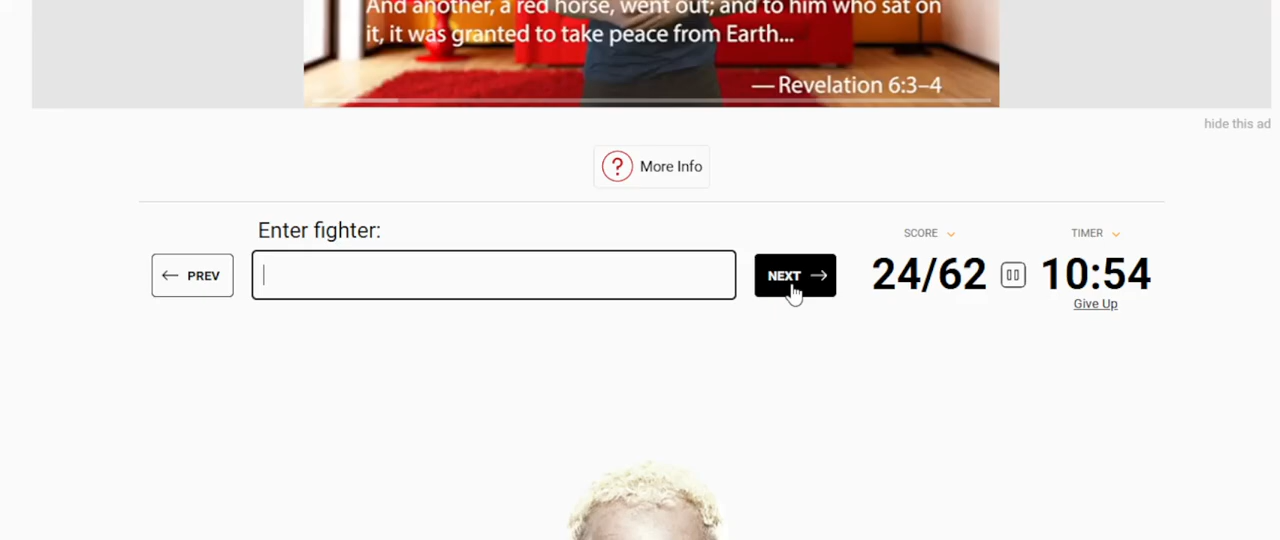 And another, a red horse, went out; and to him who sat on
it, it was granted to take peace from Earth...
— Revelation 6:3–4
hide this ad
? More Info
Enter fighter:
SCORE
TIMER
← PREV
NEXT →
24/62
10:54
Give Up